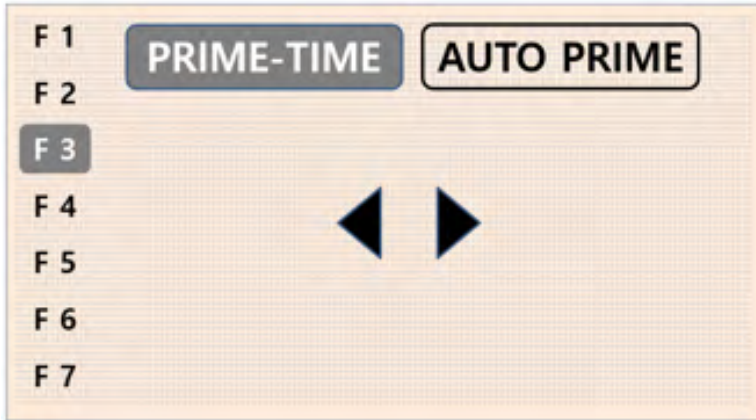 F 1
PRIME-TIME AUTO PRIME
F 2
F 3
F 4
F 5
F 6
F 7